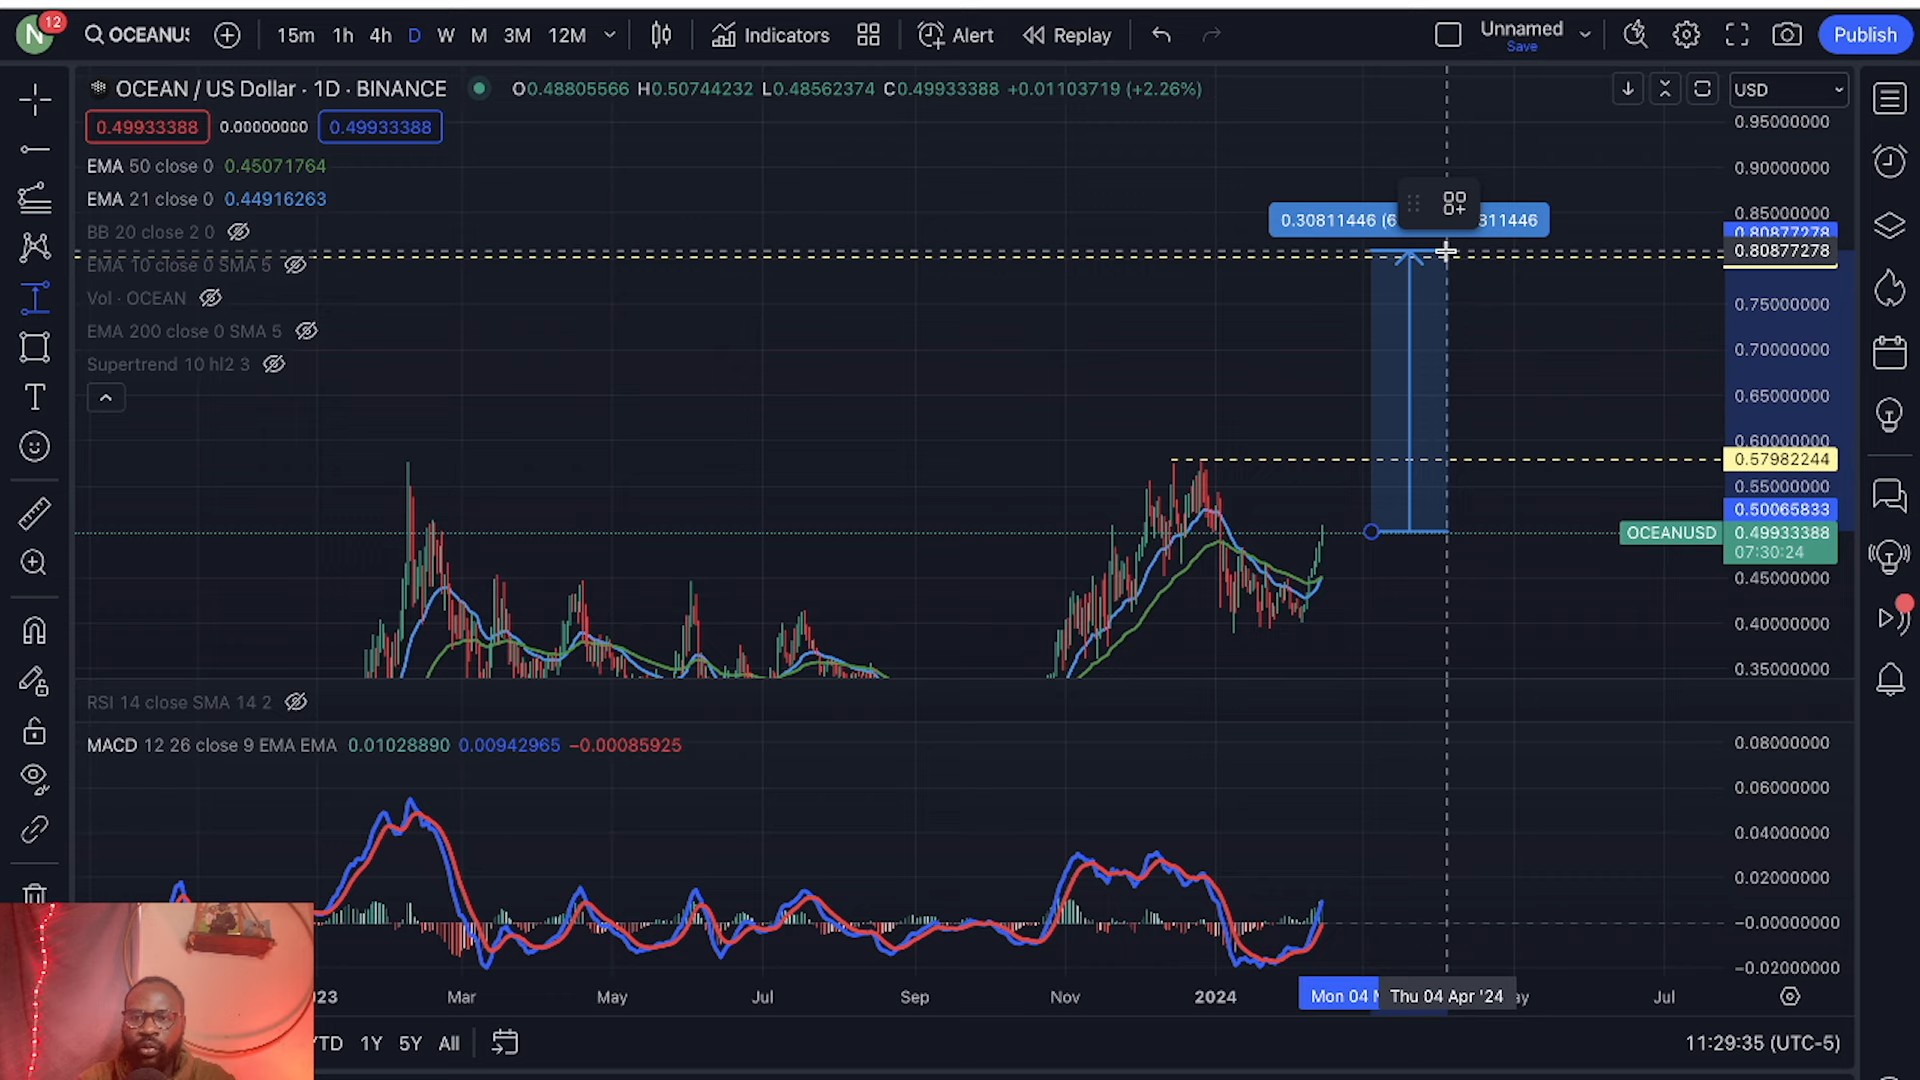 N 12 OCEANUS 15m 1h 4h D W M 3M 12M Indicators Alert Replay Unnamed Save Publish
OCEAN / US Dollar · 1D · BINANCE O0.48805566 H0.50744232 L0.48562374 C0.49933388 +0.01103719 (+2.26%) USD
0.49933388 0.00000000 0.49933388
EMA 50 close 0 0.45071764
EMA 21 close 0 0.44916263
BB 20 close 2 0
EMA 10 close 0 SMA 5
Vol · OCEAN
EMA 200 close 0 SMA 5
Supertrend 10 hl2 3
0.30811446 (6 311446
0.95000000
0.90000000
0.85000000
0.80877278
0.80877278
0.75000000
0.70000000
0.65000000
0.60000000
0.57982244
0.55000000
0.50065833
OCEANUSD 0.49933388
07:30:24
0.45000000
0.40000000
0.35000000
RSI 14 close SMA 14 2
MACD 12 26 close 9 EMA EMA 0.01028890 0.00942965 −0.00085925
0.08000000
0.06000000
0.04000000
0.02000000
−0.00000000
−0.02000000
023 Mar May Jul Sep Nov 2024 Mon 04 Thu 04 Apr '24 ay Jul
YTD 1Y 5Y All 11:29:35 (UTC-5)